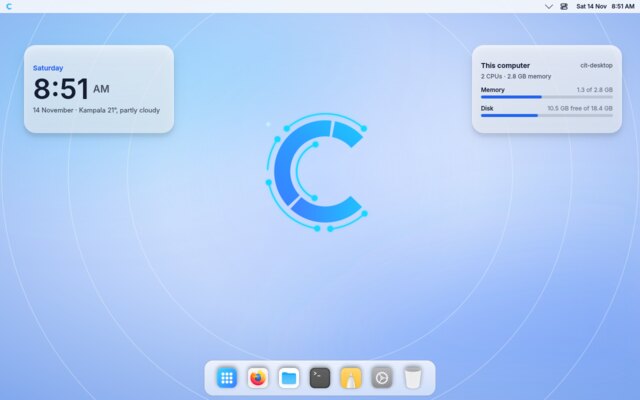 Sat 14 Nov 8:51 AM
Saturday
8:51 AM
14 November · Kampala 21°, partly cloudy
This computer cit-desktop
2 CPUs · 2.8 GB memory
Memory 1.3 of 2.8 GB
Disk 10.5 GB free of 18.4 GB